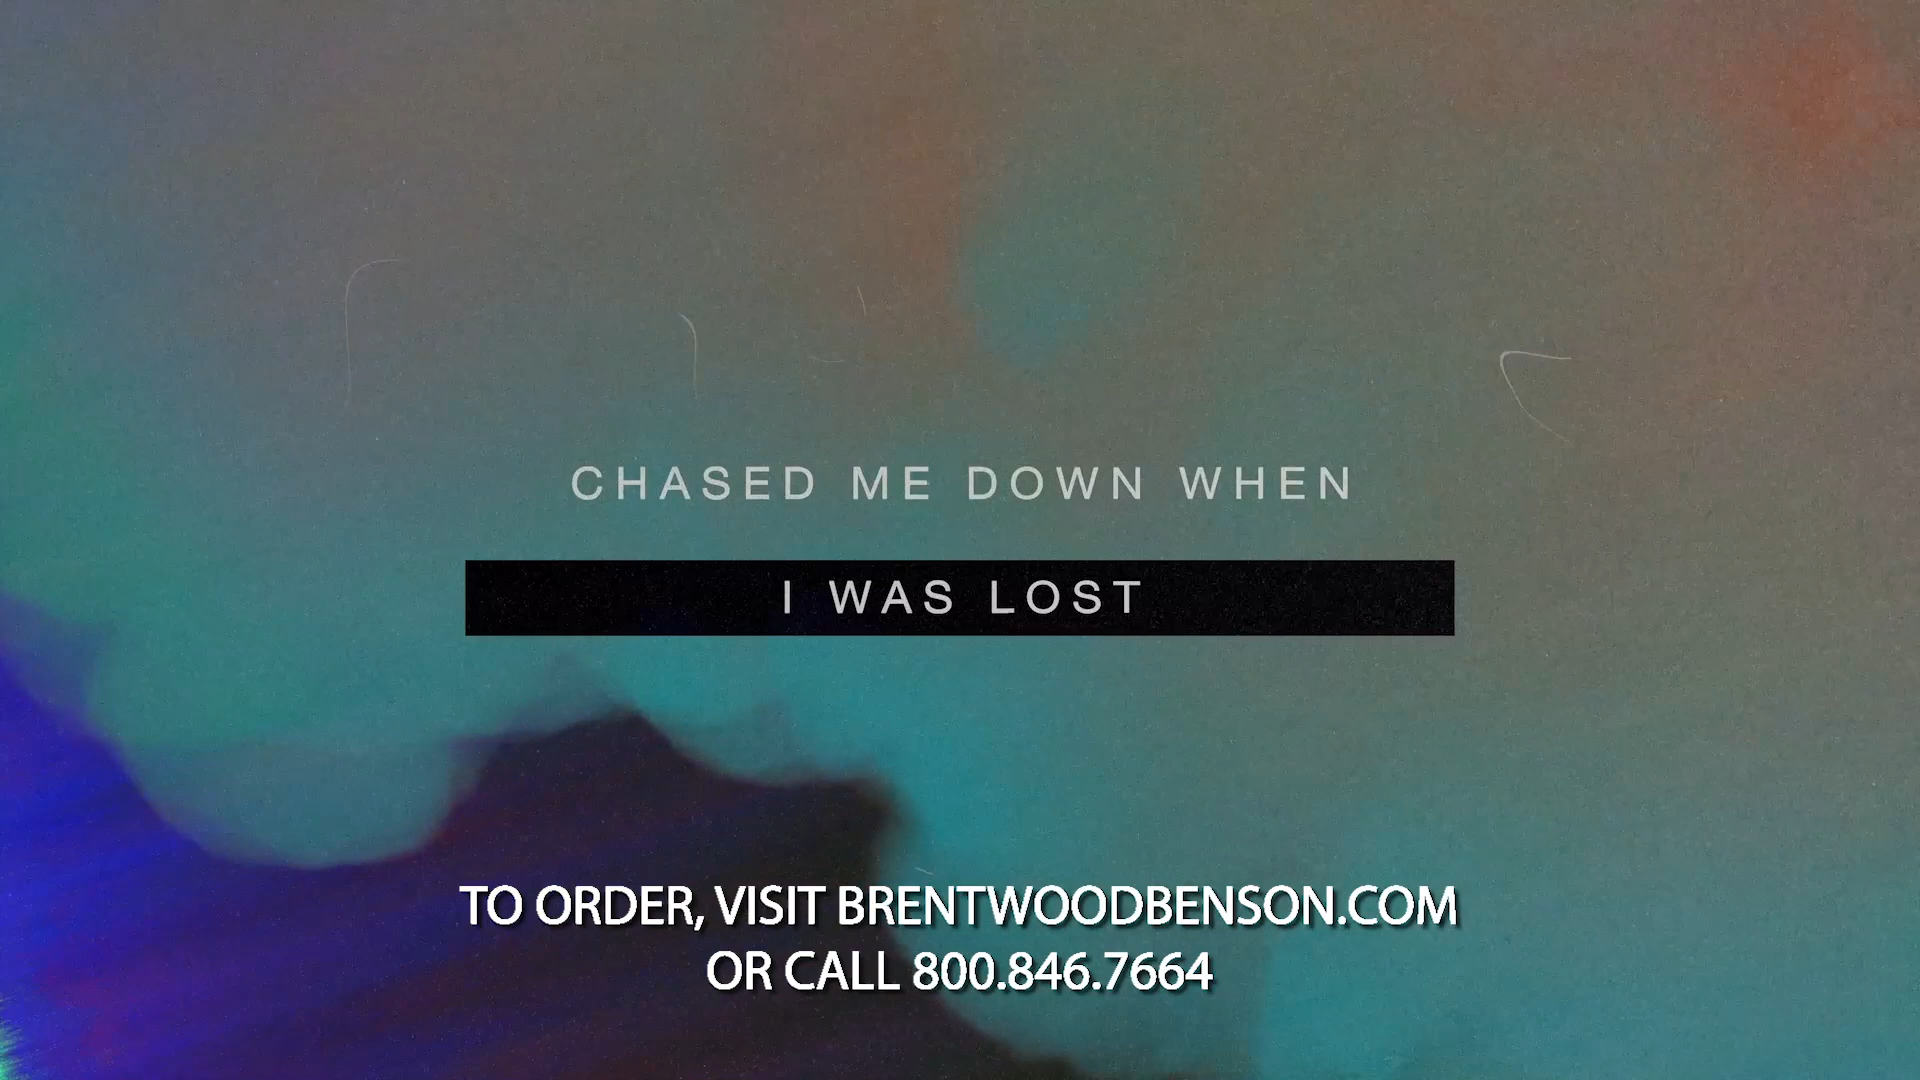 CHASED ME DOWN WHEN
I WAS LOST
TO ORDER, VISIT BRENTWOODBENSON.COM
OR CALL 800.846.7664